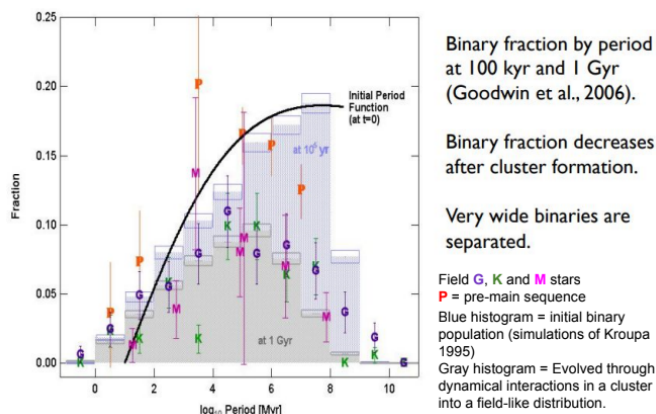 0.25
0.20
0.15
0.10
0.05
0.00
Fraction
Initial Period
Function
(at t=0)
at 10⁵ yr
at 1 Gyr
P
P
P
P
P
P
M
M
M
M
M
M
M
G
G
G
G
G
G
G
G
G
G
G
K
K
K
K
K
K
K
K
K
K
0 2 4 6 8 10
log₁₀ Period [Myr]
Binary fraction by period
at 100 kyr and 1 Gyr
(Goodwin et al., 2006).
Binary fraction decreases
after cluster formation.
Very wide binaries are
separated.
Field G, K and M stars
P = pre-main sequence
Blue histogram = initial binary
population (simulations of Kroupa
1995)
Gray histogram = Evolved through
dynamical interactions in a cluster
into a field-like distribution.